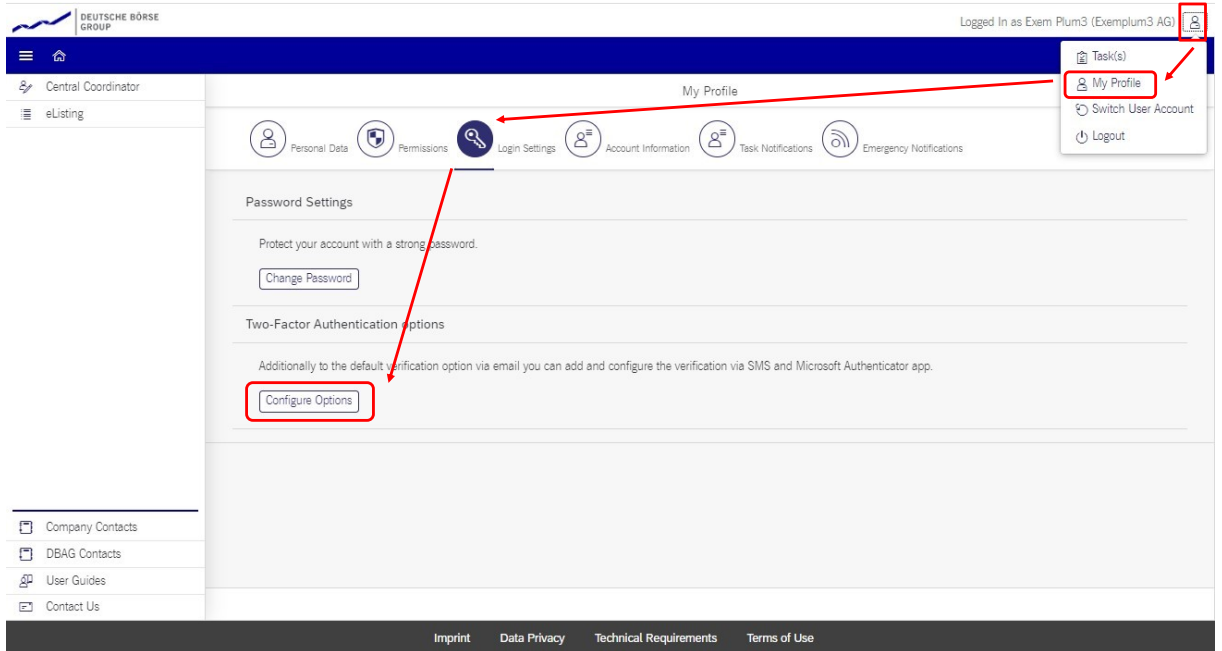 DEUTSCHE BÖRSE
GROUP
Logged In as Exem Plum3 (Exemplum3 AG)
Task(s)
My Profile
Switch User Account
Logout
Central Coordinator
eListing
My Profile
Personal Data
Permissions
Login Settings
Account Information
Task Notifications
Emergency Notifications
Password Settings
Protect your account with a strong password.
Change Password
Two-Factor Authentication options
Additionally to the default verification option via email you can add and configure the verification via SMS and Microsoft Authenticator app.
Configure Options
Company Contacts
DBAG Contacts
User Guides
Contact Us
Imprint Data Privacy Technical Requirements Terms of Use